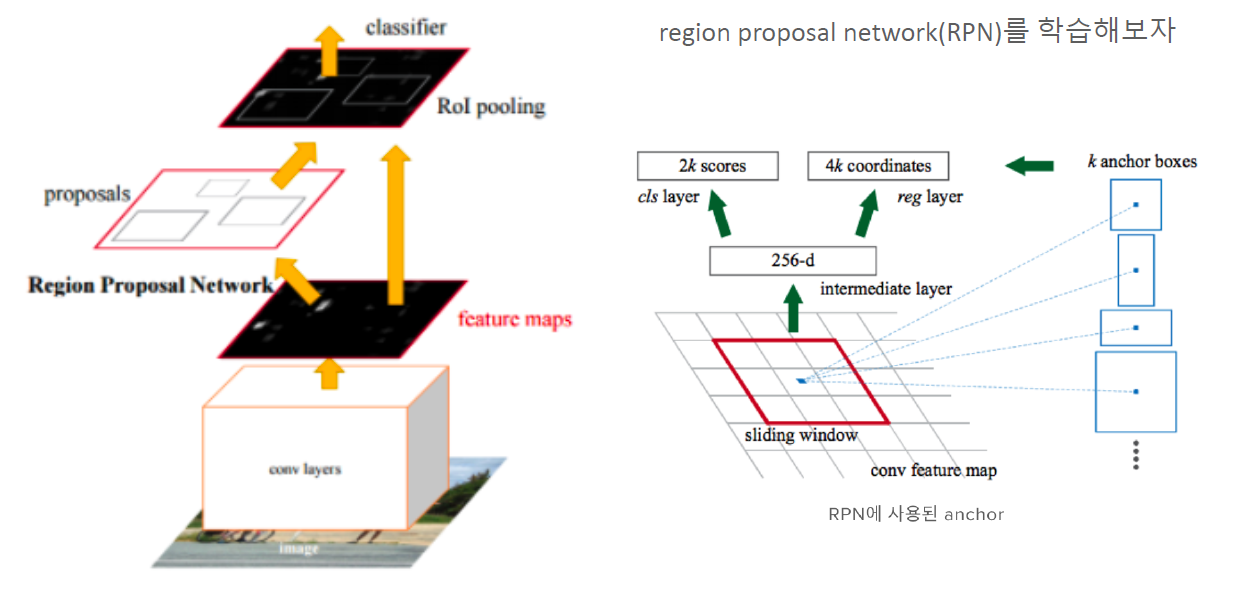 classifier
RoI pooling
proposals
Region Proposal Network
feature maps
conv layers
image
region proposal network(RPN)를 학습해보자
2k scores
4k coordinates
k anchor boxes
cls layer
reg layer
256-d
intermediate layer
sliding window
conv feature map
RPN에 사용된 anchor